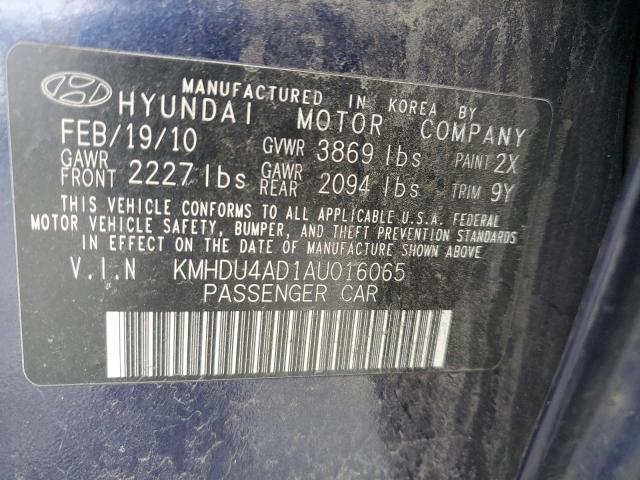 MANUFACTURED IN KOREA BY
HYUNDAI MOTOR COMPANY
FEB/19/10 GVWR 3869 lbs PAINT 2X
GAWR FRONT 2227 lbs GAWR REAR 2094 lbs TRIM 9Y
THIS VEHICLE CONFORMS TO ALL APPLICABLE U.S.A. FEDERAL
MOTOR VEHICLE SAFETY, BUMPER, AND THEFT PREVENTION STANDARDS
IN EFFECT ON THE DATE OF MANUFACTURE SHOWN ABOVE.
V.I.N KMHDU4AD1AU016065
PASSENGER CAR